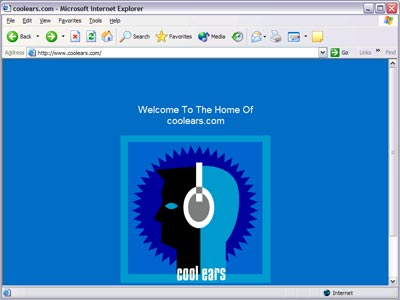 coolears.com - Microsoft Internet Explorer
File Edit View Favorites Tools Help
Back Search Favorites Media
Address http://www.coolears.com/ Go Links
Welcome To The Home Of
coolears.com
cool ears
Internet